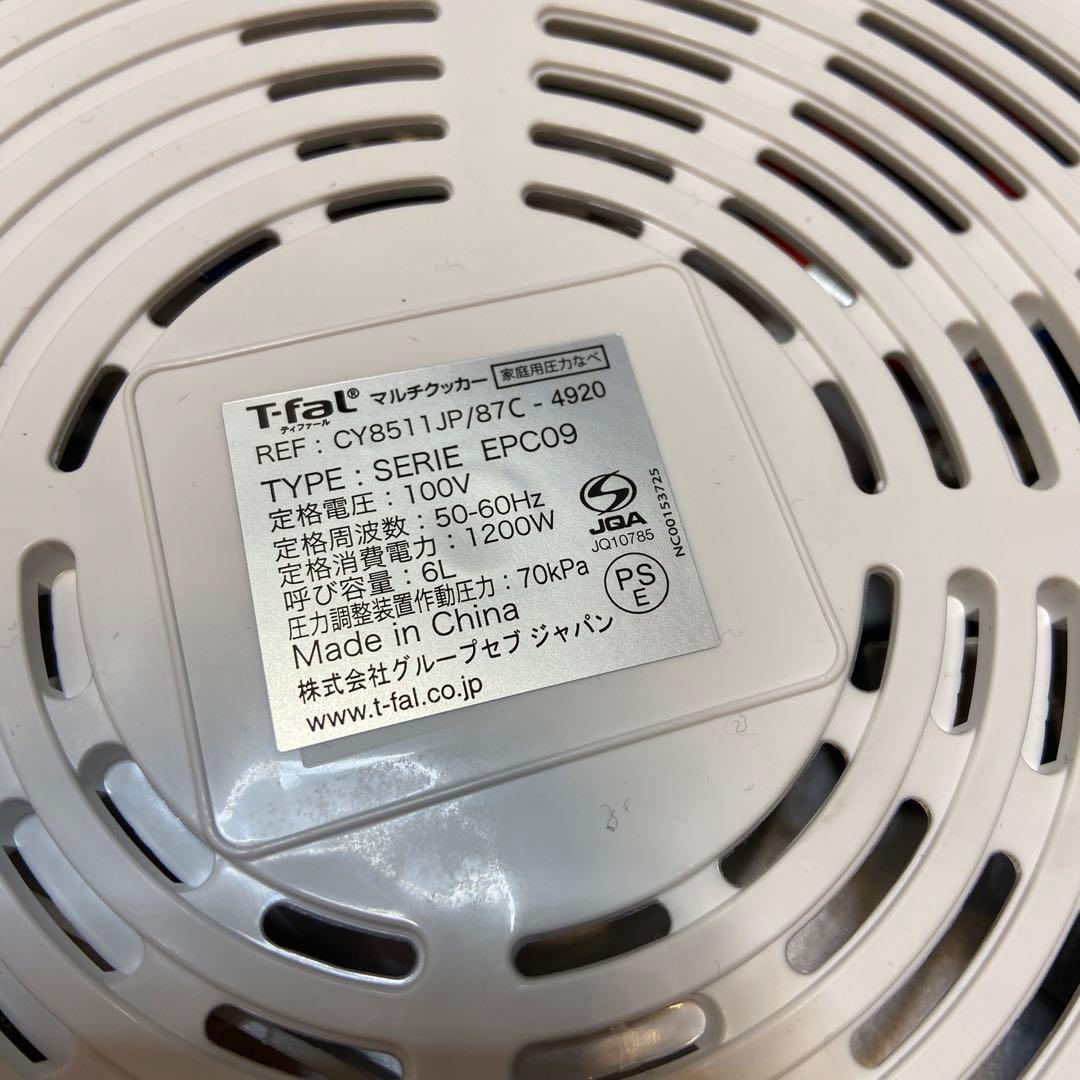 T-fal® マルチクッカー 家庭用圧力なべ
ティファール
REF : CY8511JP/87C - 4920
TYPE : SERIE EPC09
定格電圧 : 100V
定格周波数 : 50-60Hz
定格消費電力 : 1200W
呼び容量 : 6L
圧力調整装置作動圧力 : 70kPa
Made in China
株式会社グループセブ ジャパン
www.t-fal.co.jp
JQA
JQ10785
PS
E
NC00153725